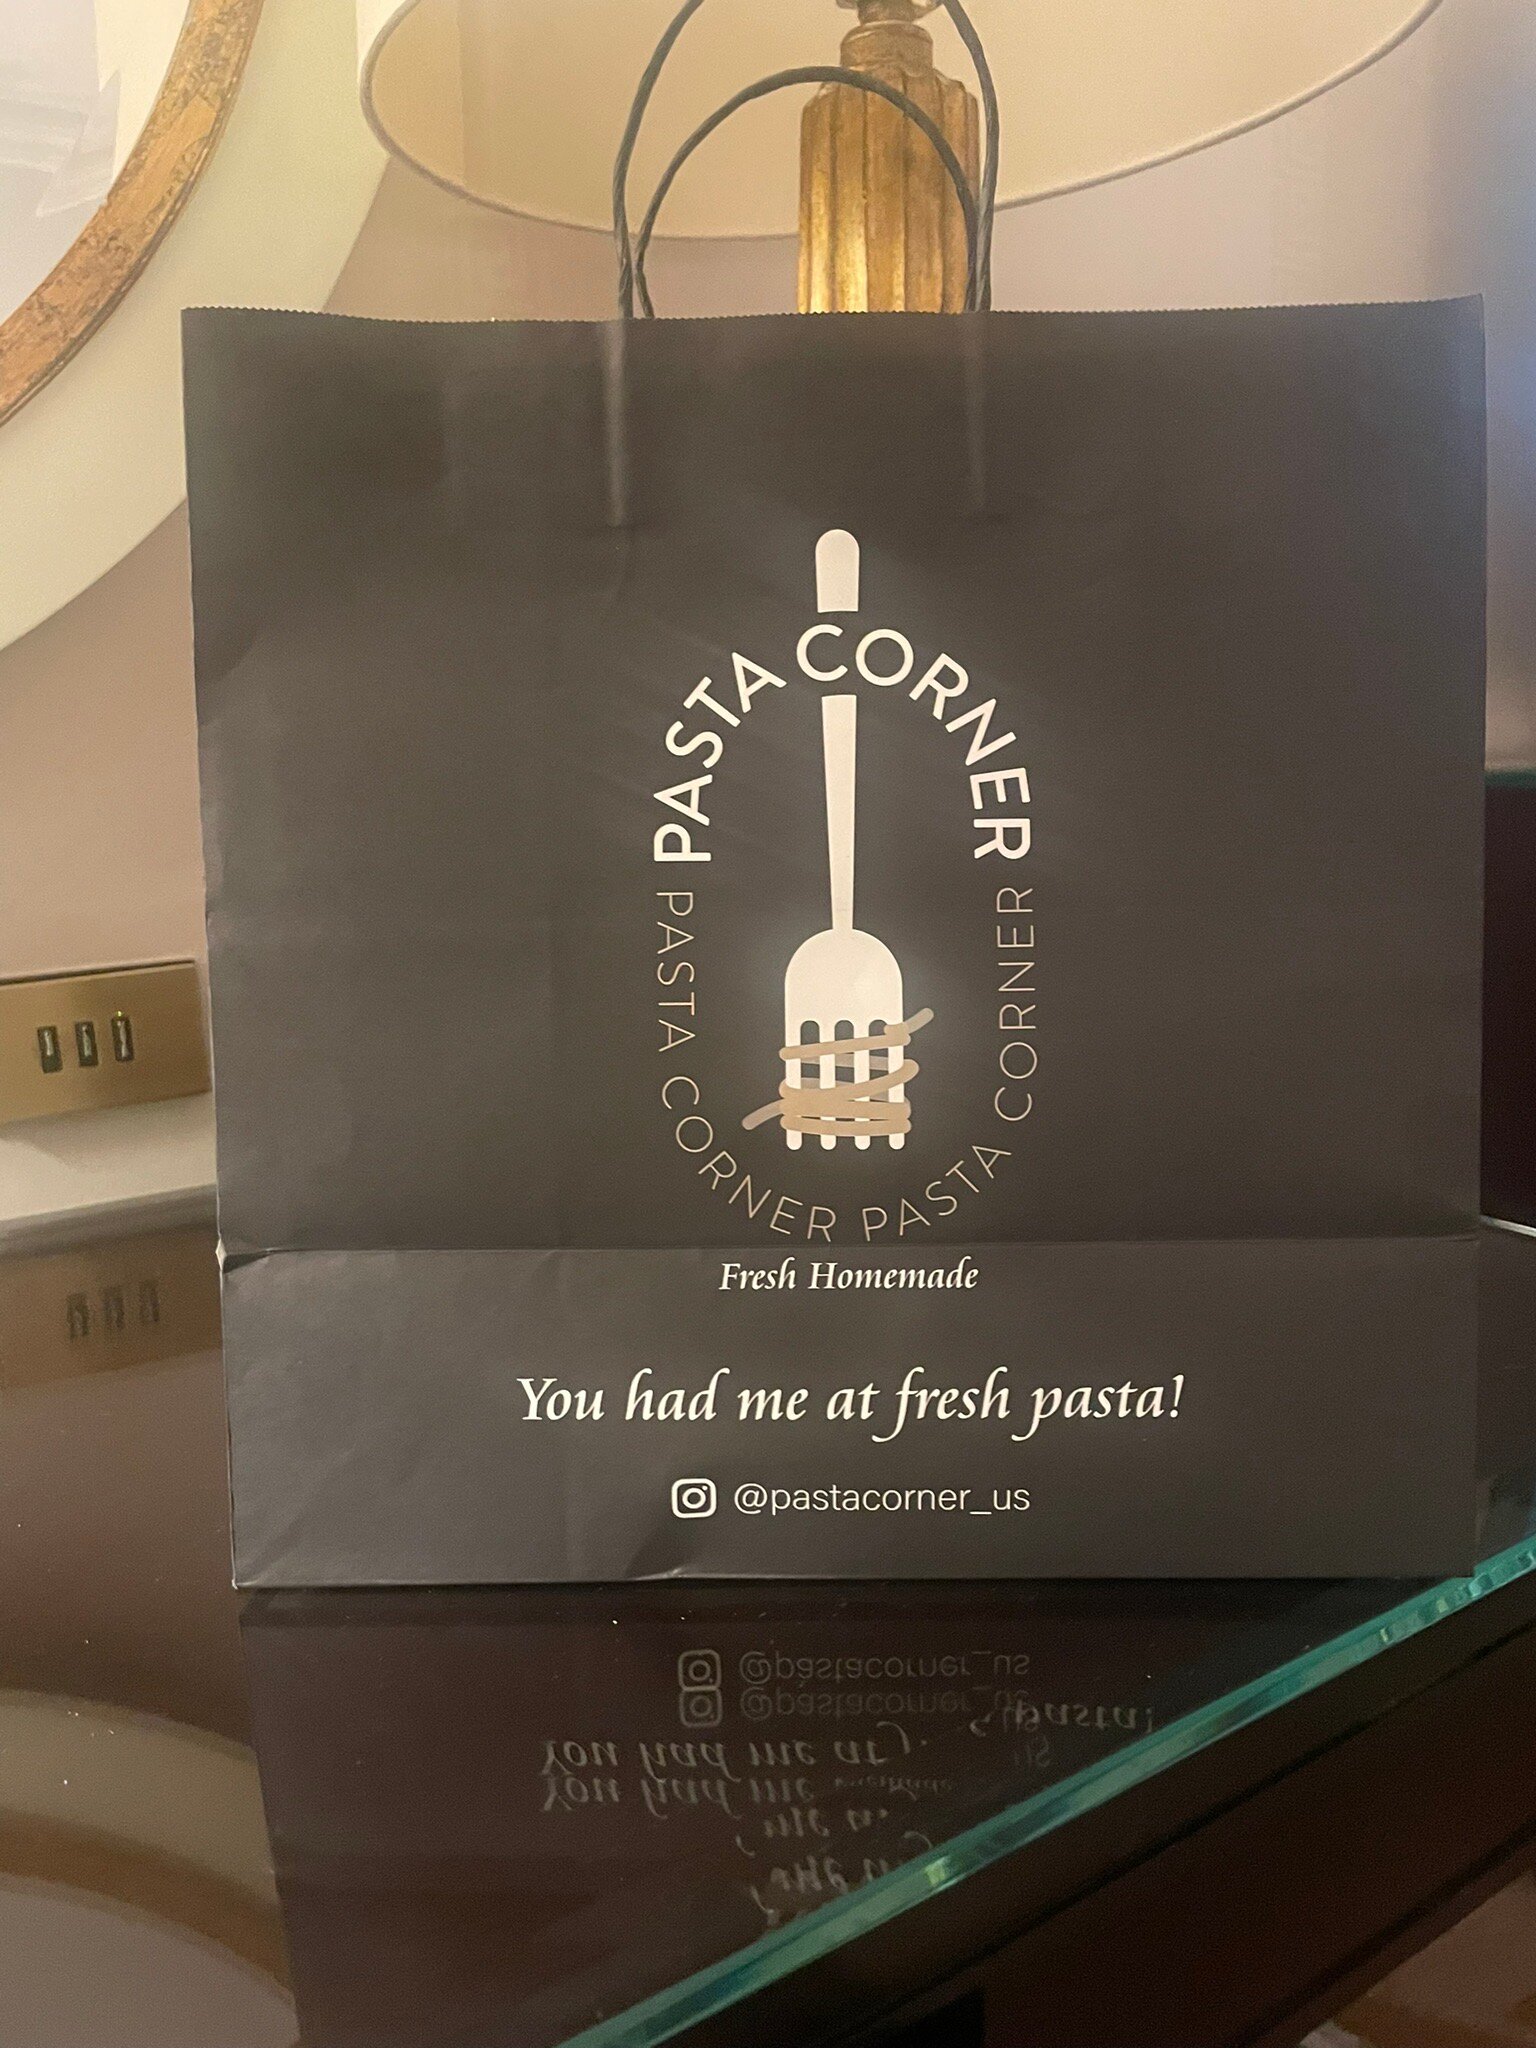 PASTA CORNER
PASTA CORNER PASTA CORNER
Fresh Homemade
You had me at fresh pasta!
@pastacorner_us